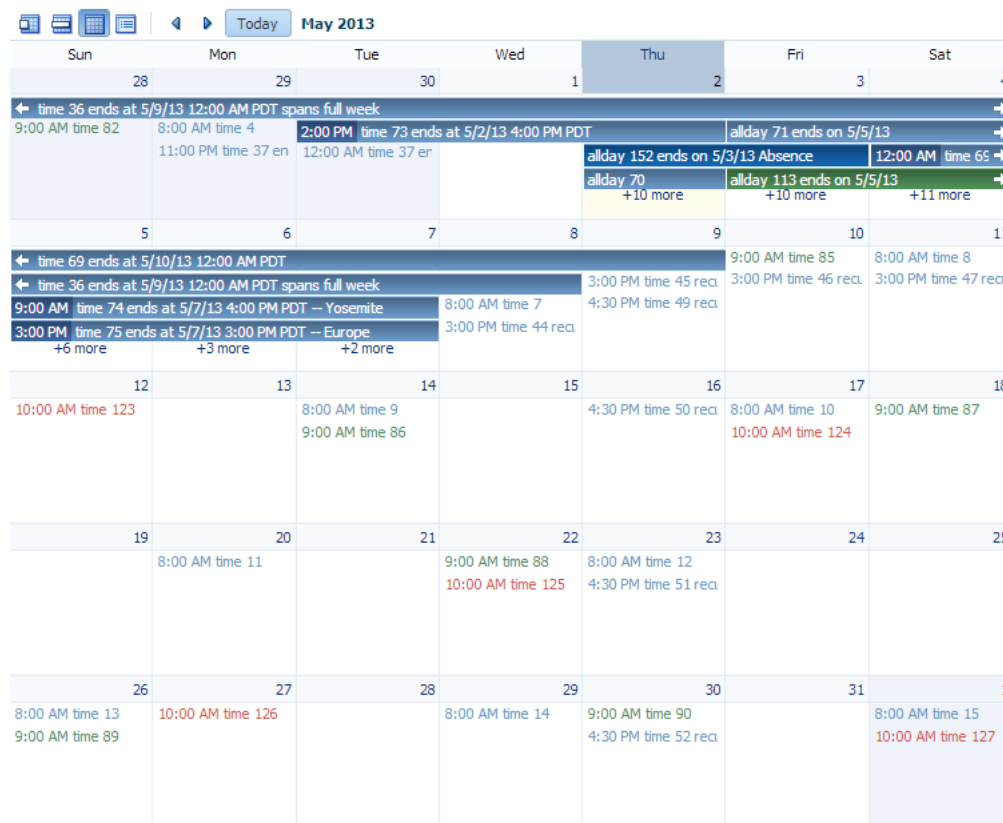 Today May 2013
Sun Mon Tue Wed Thu Fri Sat
28 29 30 1 2 3 4
time 36 ends at 5/9/13 12:00 AM PDT spans full week
9:00 AM time 82 8:00 AM time 4 2:00 PM time 73 ends at 5/2/13 4:00 PM PDT allday 71 ends on 5/5/13
11:00 PM time 37 en 12:00 AM time 37 er allday 152 ends on 5/3/13 Absence 12:00 AM time 69
allday 70 allday 113 ends on 5/5/13
+10 more +10 more +11 more
5 6 7 8 9 10 11
time 69 ends at 5/10/13 12:00 AM PDT 9:00 AM time 85 8:00 AM time 8
time 36 ends at 5/9/13 12:00 AM PDT spans full week 3:00 PM time 45 recu 3:00 PM time 46 recu 3:00 PM time 47 recu
9:00 AM time 74 ends at 5/7/13 4:00 PM PDT -- Yosemite 8:00 AM time 7 4:30 PM time 49 recu
3:00 PM time 75 ends at 5/7/13 3:00 PM PDT -- Europe 3:00 PM time 44 recu
+6 more +3 more +2 more
12 13 14 15 16 17 18
10:00 AM time 123 8:00 AM time 9 4:30 PM time 50 recu 8:00 AM time 10 9:00 AM time 87
9:00 AM time 86 10:00 AM time 124
19 20 21 22 23 24 25
8:00 AM time 11 9:00 AM time 88 8:00 AM time 12
10:00 AM time 125 4:30 PM time 51 recu
26 27 28 29 30 31
8:00 AM time 13 10:00 AM time 126 8:00 AM time 14 9:00 AM time 90 8:00 AM time 15
9:00 AM time 89 4:30 PM time 52 recu 10:00 AM time 127